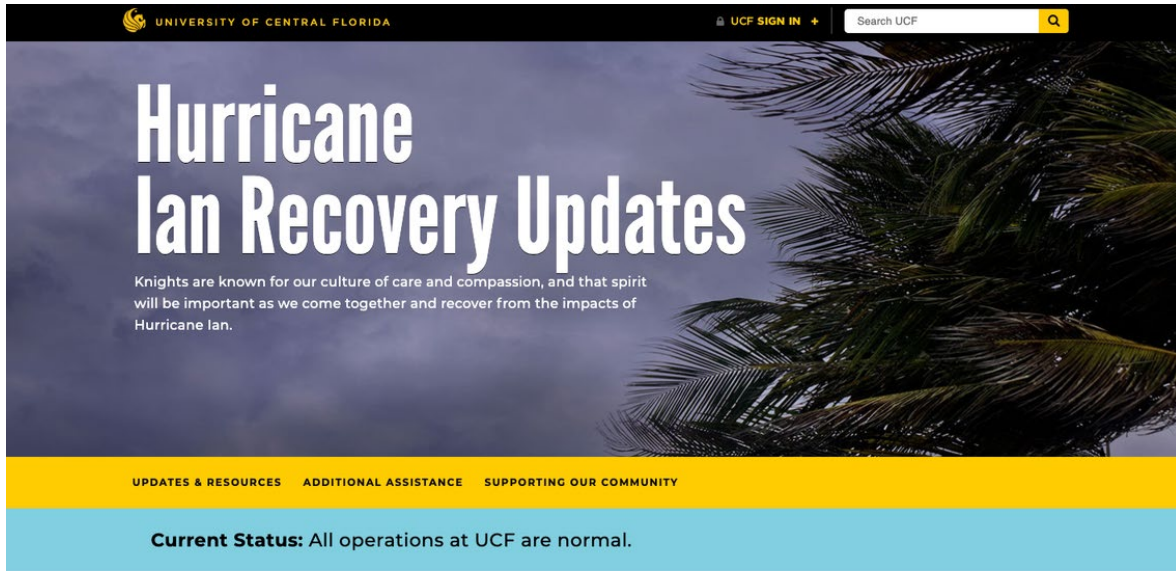 UNIVERSITY OF CENTRAL FLORIDA
UCF SIGN IN +
Search UCF
Hurricane
Ian Recovery Updates
Knights are known for our culture of care and compassion, and that spirit
will be important as we come together and recover from the impacts of
Hurricane Ian.
UPDATES & RESOURCES ADDITIONAL ASSISTANCE SUPPORTING OUR COMMUNITY
Current Status: All operations at UCF are normal.